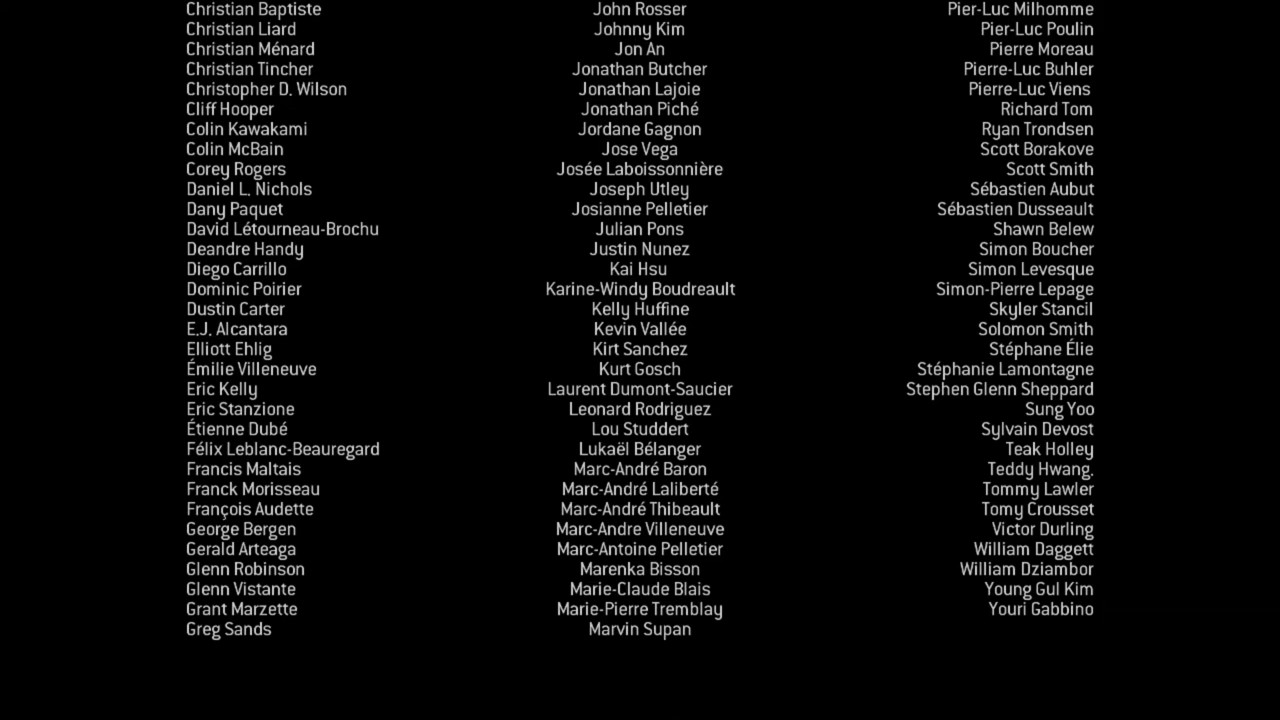 Christian Baptiste
Christian Liard
Christian Ménard
Christian Tincher
Christopher D. Wilson
Cliff Hooper
Colin Kawakami
Colin McBain
Corey Rogers
Daniel L. Nichols
Dany Paquet
David Létourneau-Brochu
Deandre Handy
Diego Carrillo
Dominic Poirier
Dustin Carter
E.J. Alcantara
Elliott Ehlig
Émilie Villeneuve
Eric Kelly
Eric Stanzione
Étienne Dubé
Félix Leblanc-Beauregard
Francis Maltais
Franck Morisseau
François Audette
George Bergen
Gerald Arteaga
Glenn Robinson
Glenn Vistante
Grant Marzette
Greg Sands
John Rosser
Johnny Kim
Jon An
Jonathan Butcher
Jonathan Lajoie
Jonathan Piché
Jordane Gagnon
Jose Vega
Josée Laboissonnière
Joseph Utley
Josianne Pelletier
Julian Pons
Justin Nunez
Kai Hsu
Karine-Windy Boudreault
Kelly Huffine
Kevin Vallée
Kirt Sanchez
Kurt Gosch
Laurent Dumont-Saucier
Leonard Rodriguez
Lou Studdert
Lukaël Bélanger
Marc-André Baron
Marc-André Laliberté
Marc-André Thibeault
Marc-Andre Villeneuve
Marc-Antoine Pelletier
Marenka Bisson
Marie-Claude Blais
Marie-Pierre Tremblay
Marvin Supan
Pier-Luc Milhomme
Pier-Luc Poulin
Pierre Moreau
Pierre-Luc Buhler
Pierre-Luc Viens
Richard Tom
Ryan Trondsen
Scott Borakove
Scott Smith
Sébastien Aubut
Sébastien Dusseault
Shawn Belew
Simon Boucher
Simon Levesque
Simon-Pierre Lepage
Skyler Stancil
Solomon Smith
Stéphane Élie
Stéphanie Lamontagne
Stephen Glenn Sheppard
Sung Yoo
Sylvain Devost
Teak Holley
Teddy Hwang.
Tommy Lawler
Tomy Crousset
Victor Durling
William Daggett
William Dziambor
Young Gul Kim
Youri Gabbino